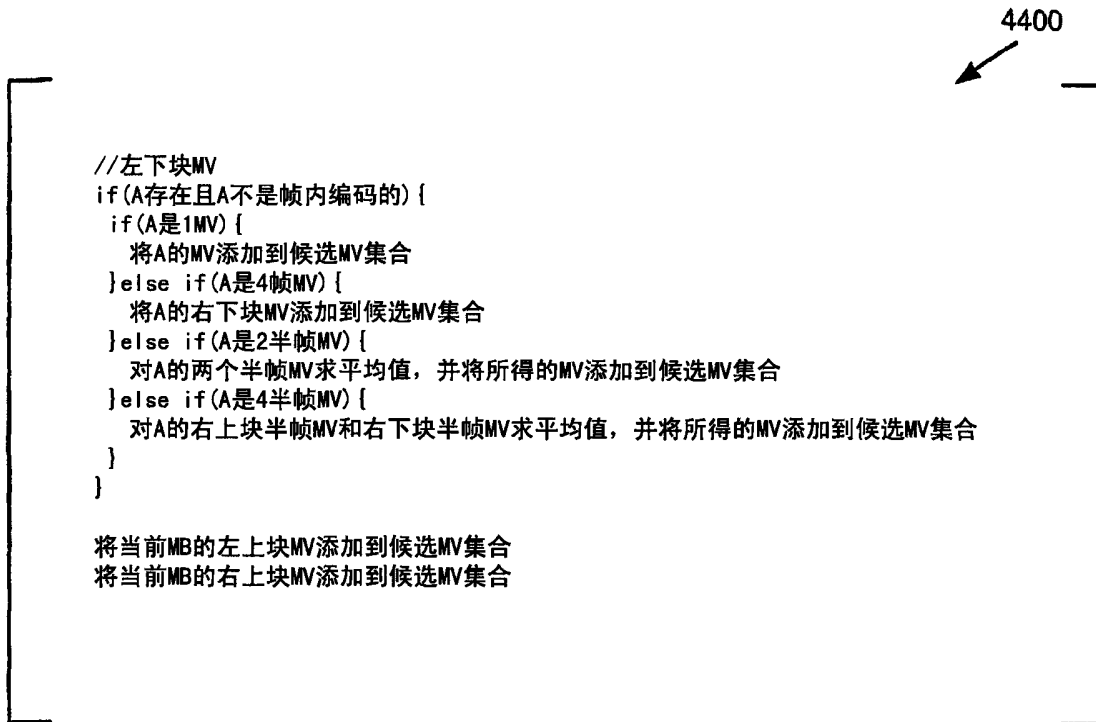 4400
//左下块MV
if(A存在且A不是帧内编码的){
if(A是1MV){
将A的MV添加到候选MV集合
}else if(A是4帧MV){
将A的右下块MV添加到候选MV集合
}else if(A是2半帧MV){
对A的两个半帧MV求平均值，并将所得的MV添加到候选MV集合
}else if(A是4半帧MV){
对A的右上块半帧MV和右下块半帧MV求平均值，并将所得的MV添加到候选MV集合
}
}
将当前MB的左上块MV添加到候选MV集合
将当前MB的右上块MV添加到候选MV集合